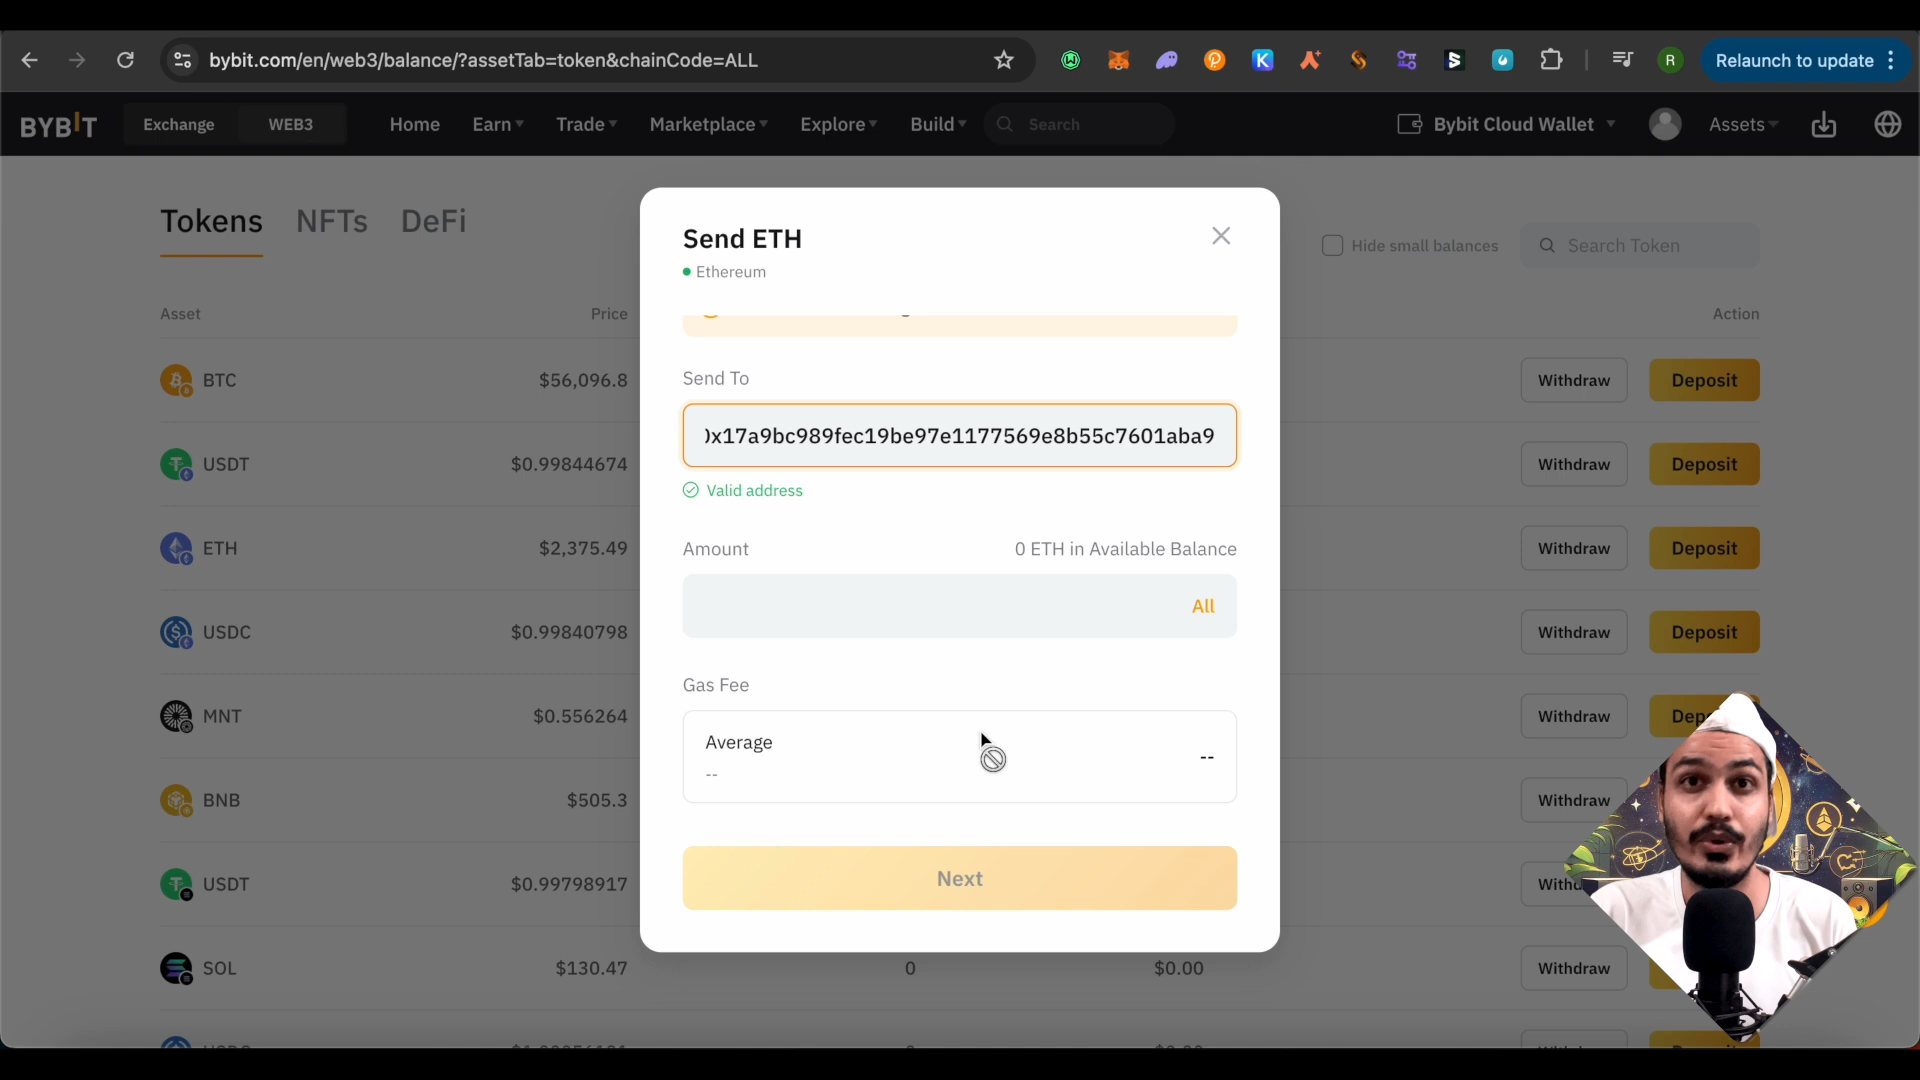 bybit.com/en/web3/balance/?assetTab=token&chainCode=ALL
R
Relaunch to update
BYBIT
Exchange
WEB3
Home
Earn
Trade
Marketplace
Explore
Build
Search
Bybit Cloud Wallet
Assets
Tokens
NFTs
DeFi
Hide small balances
Search Token
Asset
Price
Action
BTC
$56,096.8
Withdraw
Deposit
USDT
$0.99844674
Withdraw
Deposit
ETH
$2,375.49
Withdraw
Deposit
USDC
$0.99840798
Withdraw
Deposit
MNT
$0.556264
Withdraw
Dep
BNB
$505.3
Withdraw
USDT
$0.99798917
SOL
$130.47
0
$0.00
Withdraw
Send ETH
Ethereum
Send To
x17a9bc989fec19be97e1177569e8b55c7601aba9
Valid address
Amount
0 ETH in Available Balance
All
Gas Fee
Average
--
--
Next